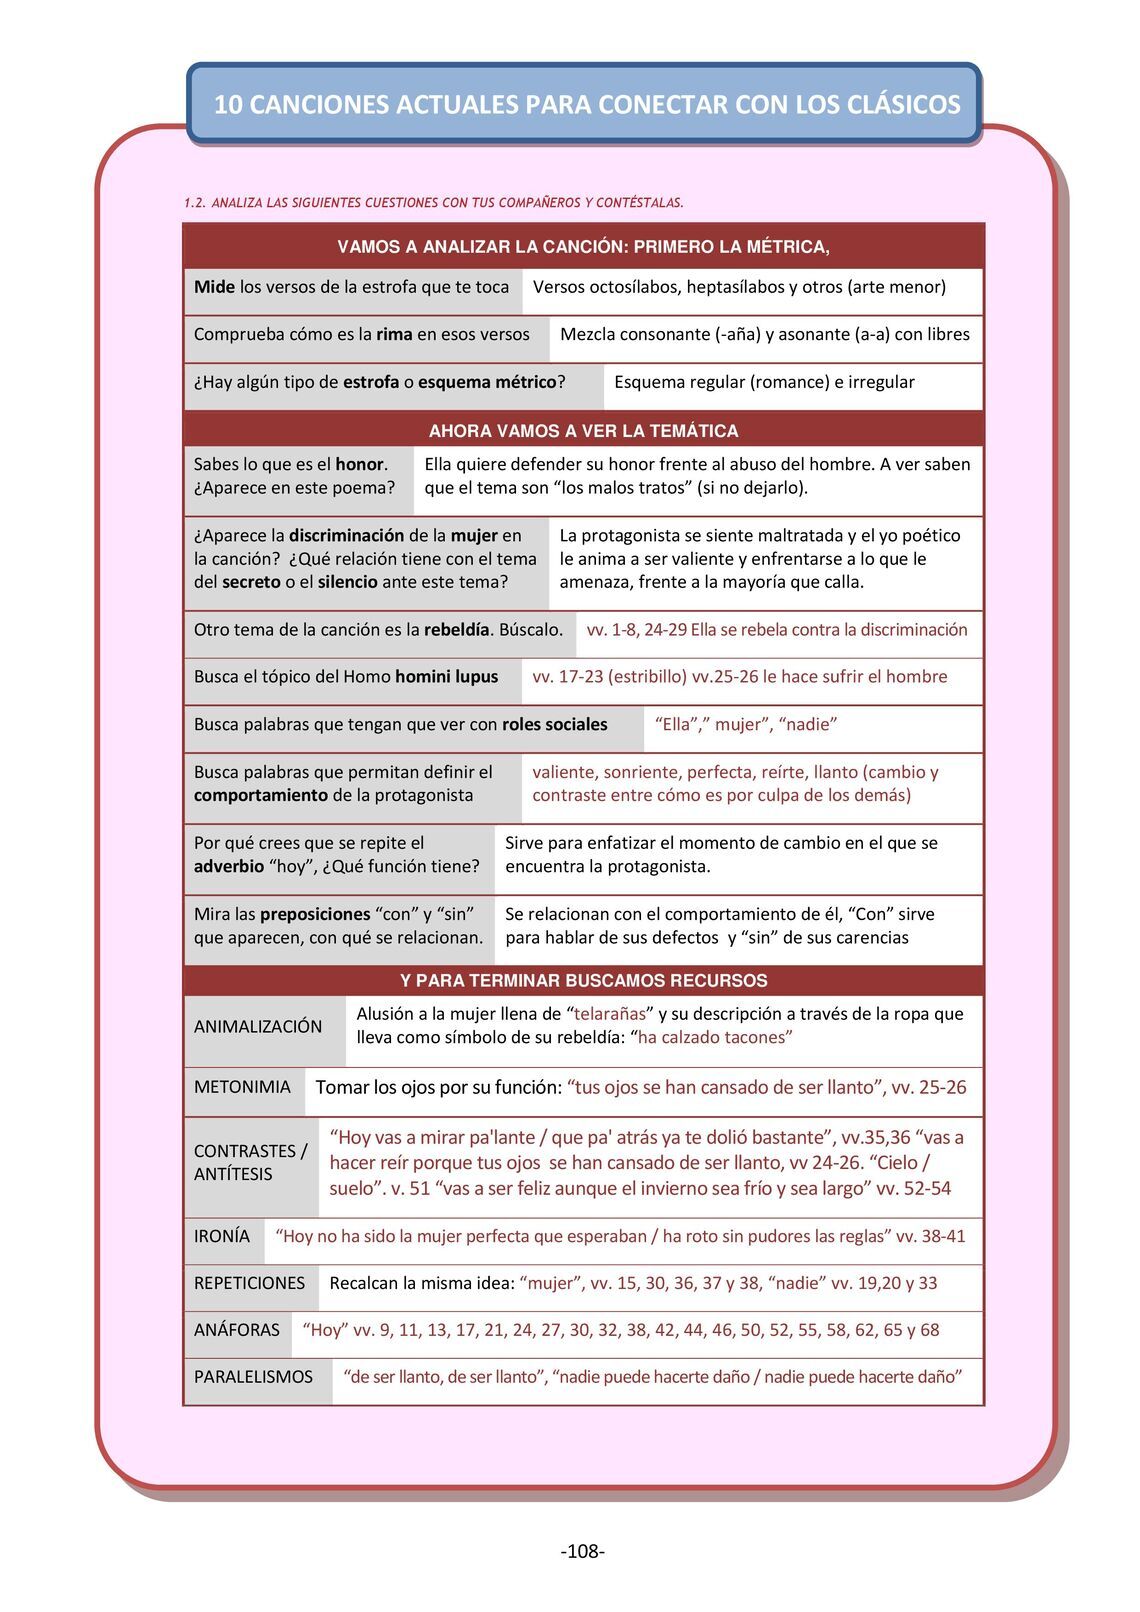 10 CANCIONES ACTUALES PARA CONECTAR CON LOS CLÁSICOS
1.2. ANALIZA LAS SIGUIENTES CUESTIONES CON TUS COMPAÑEROS Y CONTÉSTALAS.
VAMOS A ANALIZAR LA CANCIÓN: PRIMERO LA MÉTRICA,
Mide los versos de la estrofa que te toca
Versos octosílabos, heptasílabos y otros (arte menor)
Comprueba cómo es la rima en esos versos
Mezcla consonante (-aña) y asonante (a-a) con libres
¿Hay algún tipo de estrofa o esquema métrico?
Esquema regular (romance) e irregular
AHORA VAMOS A VER LA TEMÁTICA
Sabes lo que es el honor.
¿Aparece en este poema?
Ella quiere defender su honor frente al abuso del hombre. A ver saben
que el tema son “los malos tratos” (si no dejarlo).
¿Aparece la discriminación de la mujer en
la canción?  ¿Qué relación tiene con el tema
del secreto o el silencio ante este tema?
La protagonista se siente maltratada y el yo poético
le anima a ser valiente y enfrentarse a lo que le
amenaza, frente a la mayoría que calla.
Otro tema de la canción es la rebeldía. Búscalo.
vv. 1-8, 24-29 Ella se rebela contra la discriminación
Busca el tópico del Homo homini lupus
vv. 17-23 (estribillo) vv.25-26 le hace sufrir el hombre
Busca palabras que tengan que ver con roles sociales
“Ella”,” mujer”, “nadie”
Busca palabras que permitan definir el
comportamiento de la protagonista
valiente, sonriente, perfecta, reírte, llanto (cambio y
contraste entre cómo es por culpa de los demás)
Por qué crees que se repite el
adverbio “hoy”, ¿Qué función tiene?
Sirve para enfatizar el momento de cambio en el que se
encuentra la protagonista.
Mira las preposiciones “con” y “sin”
que aparecen, con qué se relacionan.
Se relacionan con el comportamiento de él, “Con” sirve
para hablar de sus defectos  y “sin” de sus carencias
Y PARA TERMINAR BUSCAMOS RECURSOS
ANIMALIZACIÓN
Alusión a la mujer llena de “telarañas” y su descripción a través de la ropa que
lleva como símbolo de su rebeldía: “ha calzado tacones”
METONIMIA
Tomar los ojos por su función: “tus ojos se han cansado de ser llanto”, vv. 25-26
CONTRASTES /
ANTÍTESIS
“Hoy vas a mirar pa'lante / que pa' atrás ya te dolió bastante”, vv.35,36 “vas a
hacer reír porque tus ojos  se han cansado de ser llanto, vv 24-26. “Cielo /
suelo”. v. 51 “vas a ser feliz aunque el invierno sea frío y sea largo” vv. 52-54
IRONÍA
“Hoy no ha sido la mujer perfecta que esperaban / ha roto sin pudores las reglas” vv. 38-41
REPETICIONES
Recalcan la misma idea: “mujer”, vv. 15, 30, 36, 37 y 38, “nadie” vv. 19,20 y 33
ANÁFORAS
“Hoy” vv. 9, 11, 13, 17, 21, 24, 27, 30, 32, 38, 42, 44, 46, 50, 52, 55, 58, 62, 65 y 68
PARALELISMOS
“de ser llanto, de ser llanto”, “nadie puede hacerte daño / nadie puede hacerte daño”
-108-